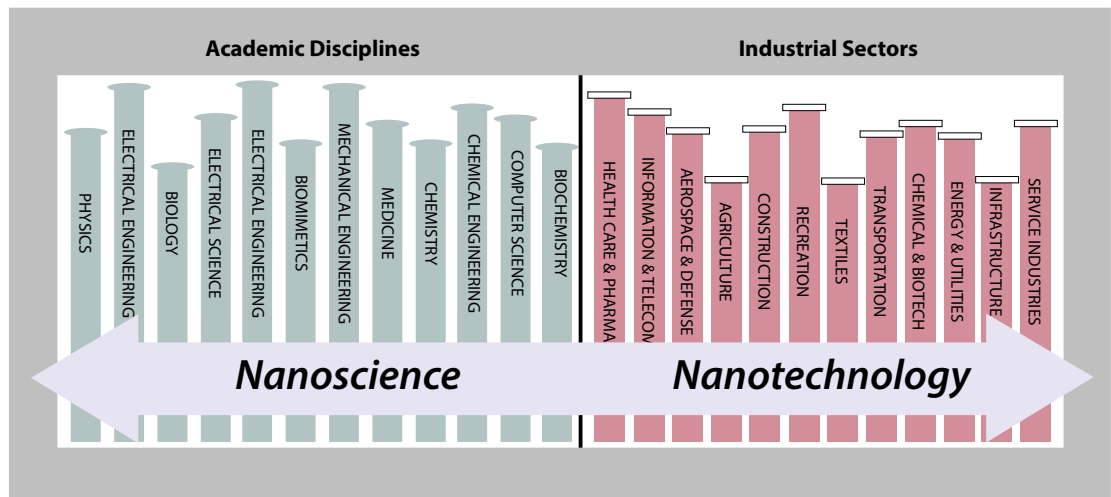 Academic Disciplines
Industrial Sectors
PHYSICS
ELECTRICAL ENGINEERING
BIOLOGY
ELECTRICAL SCIENCE
ELECTRICAL ENGINEERING
BIOMIMETICS
MECHANICAL ENGINEERING
MEDICINE
CHEMISTRY
CHEMICAL ENGINEERING
COMPUTER SCIENCE
BIOCHEMISTRY
HEALTH CARE & PHARMA
INFORMATION & TELECOM
AEROSPACE & DEFENSE
AGRICULTURE
CONSTRUCTION
RECREATION
TEXTILES
TRANSPORTATION
CHEMICAL & BIOTECH
ENERGY & UTILITIES
INFRASTRUCTURE
SERVICE INDUSTRIES
Nanoscience
Nanotechnology